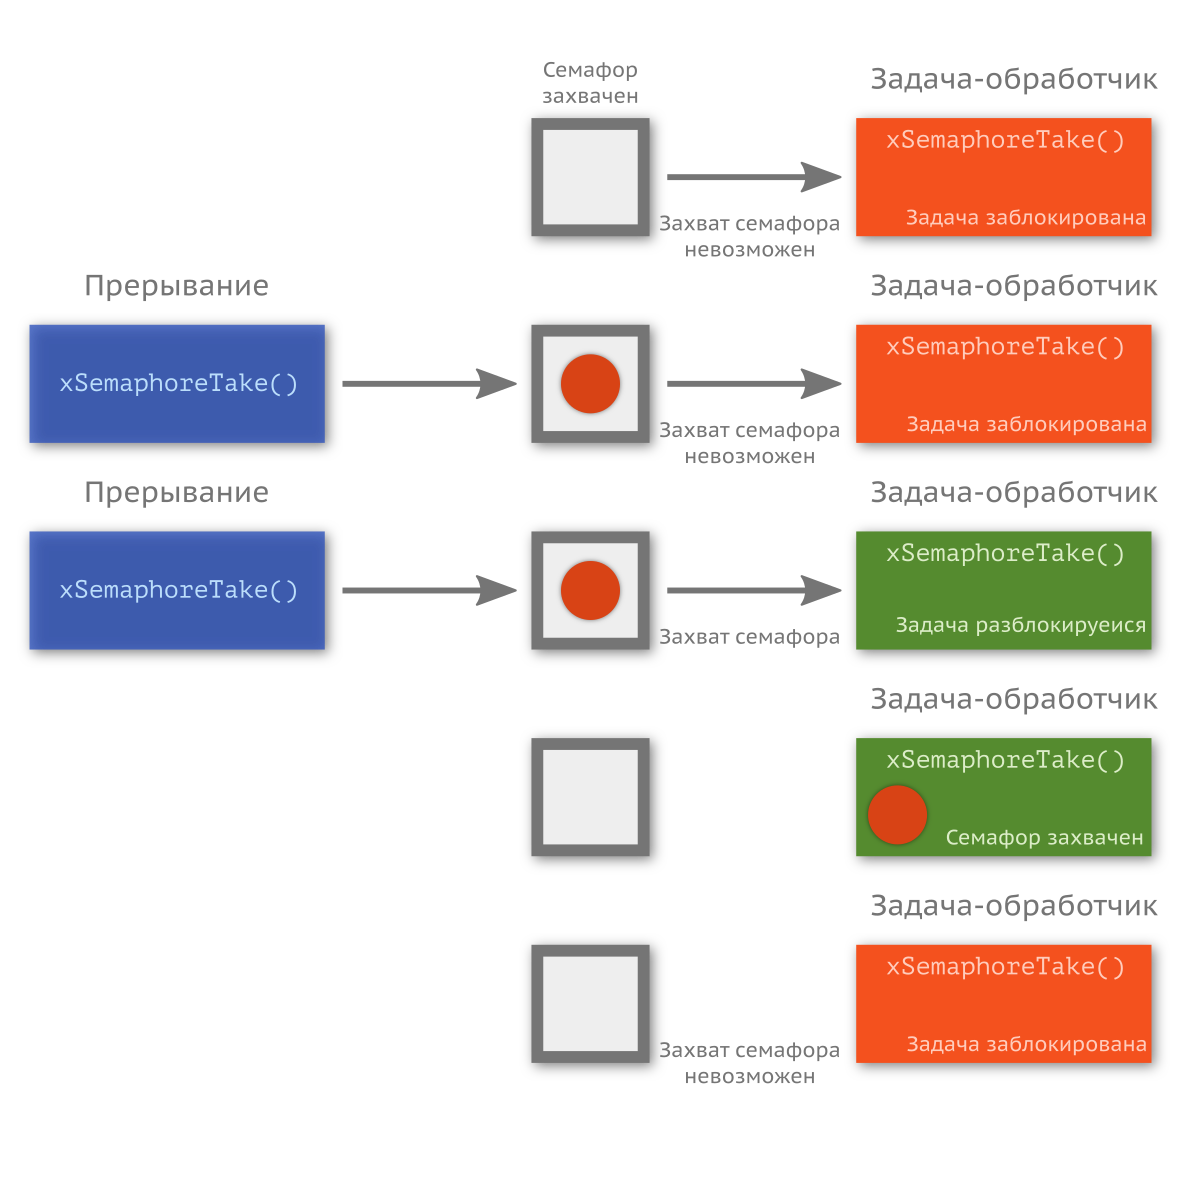 Семафор
захвачен
Задача-обработчик
xSemaphoreTake()
Захват семафора
невозможен
Задача заблокирована
Прерывание
Задача-обработчик
xSemaphoreTake()
xSemaphoreTake()
Захват семафора
невозможен
Задача заблокирована
Прерывание
Задача-обработчик
xSemaphoreTake()
xSemaphoreTake()
Захват семафора
Задача разблокируеися
Задача-обработчик
xSemaphoreTake()
Семафор захвачен
Задача-обработчик
xSemaphoreTake()
Захват семафора
невозможен
Задача заблокирована